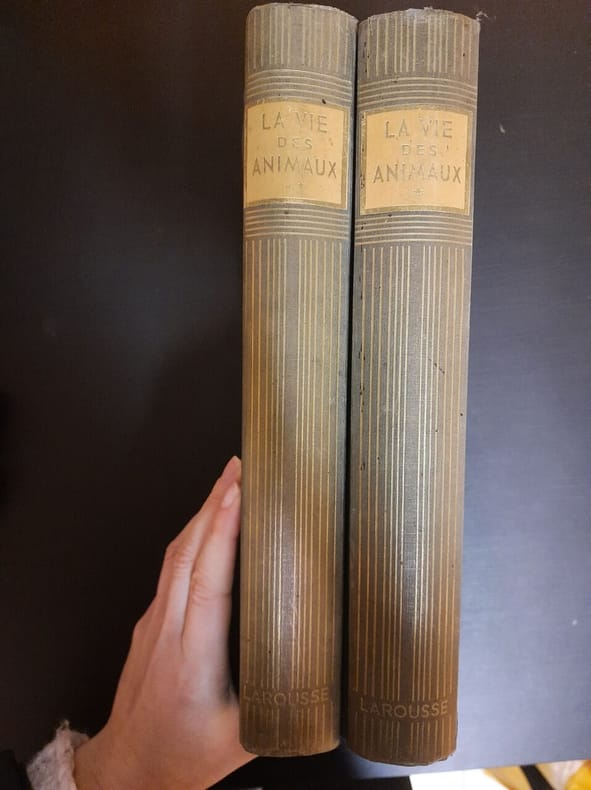 LA VIE
DES
ANIMAUX
LAROUSSE
LA VIE
DES
ANIMAUX
*
LAROUSSE